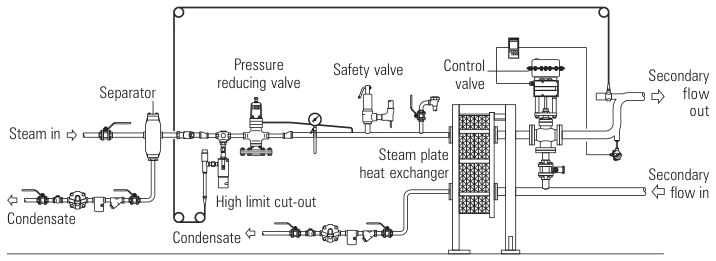 Pressure
reducing valve
Safety valve
Control
valve
Separator
Secondary
flow
out
Steam in
Steam plate
heat exchanger
Secondary
flow in
High limit cut-out
Condensate
Condensate